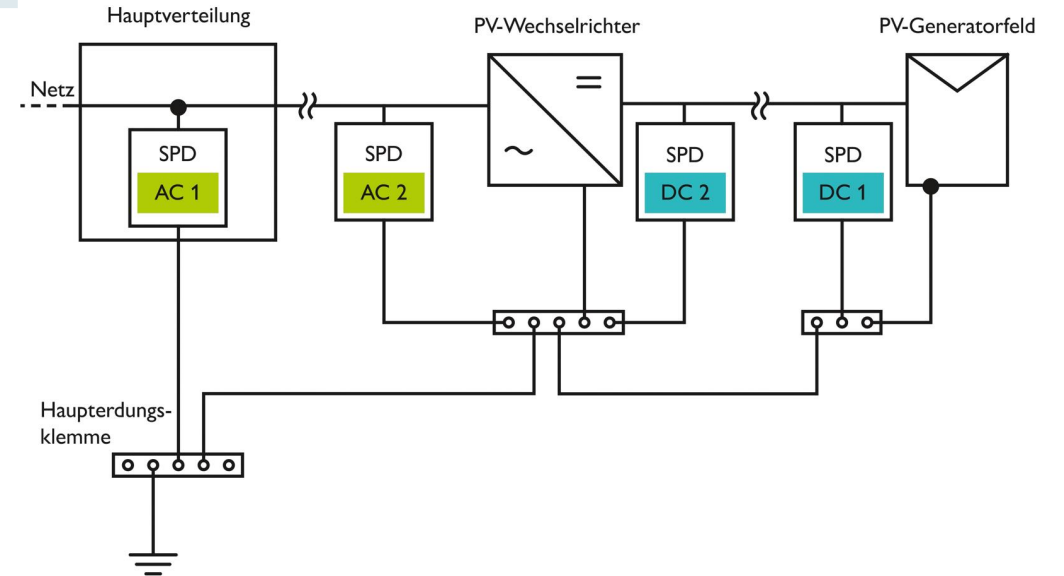 Hauptverteilung
PV-Wechselrichter
PV-Generatorfeld
Netz
SPD
AC 1
SPD
AC 2
SPD
DC 2
SPD
DC 1
Haupterdungs-
klemme